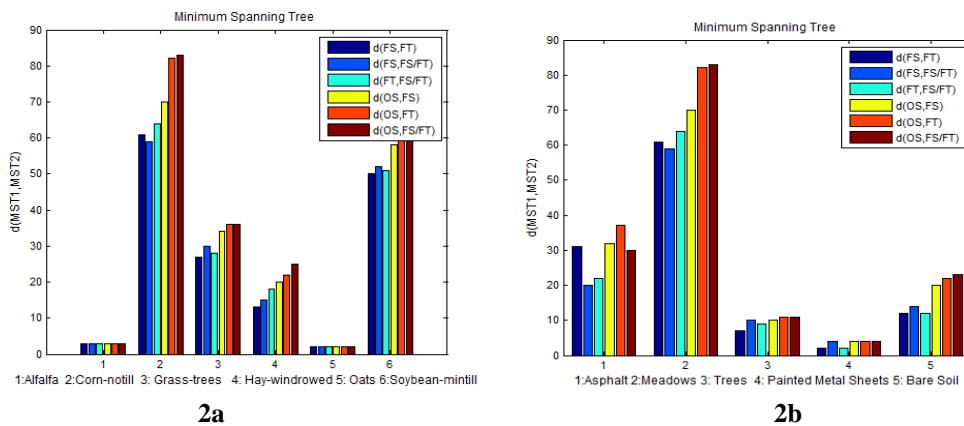 Minimum Spanning Tree
90
80
70
60
50
40
30
20
10
0
d(MST1,MST2)
d(FS,FT)
d(FS,FS/FT)
d(FT,FS/FT)
d(OS,FS)
d(OS,FT)
d(OS,FS/FT)
1 2 3 4 5 6
1:Alfalfa 2:Corn-notill 3: Grass-trees 4: Hay-windrowed 5: Oats 6:Soybean-mintill
2a
Minimum Spanning Tree
90
80
70
60
50
40
30
20
10
0
d(MST1,MST2)
d(FS,FT)
d(FS,FS/FT)
d(FT,FS/FT)
d(OS,FS)
d(OS,FT)
d(OS,FS/FT)
1 2 3 4 5
1:Asphalt 2:Meadows 3: Trees 4: Painted Metal Sheets 5: Bare Soil
2b